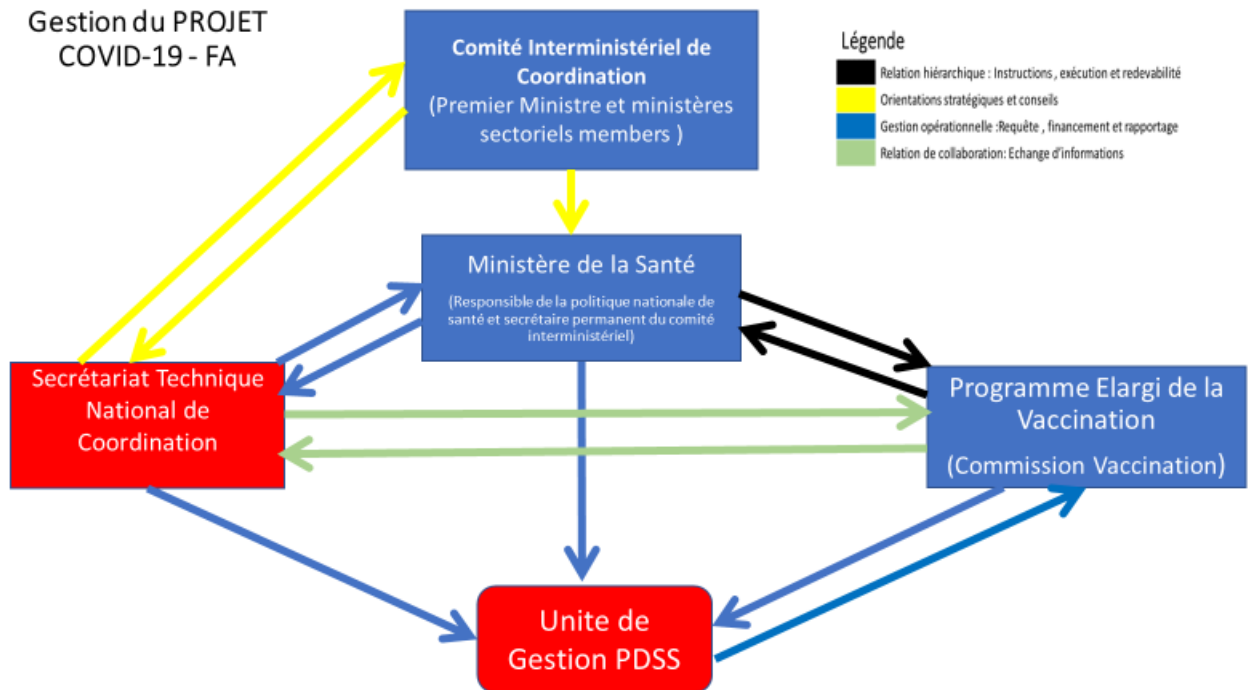 Gestion du PROJET
COVID-19 - FA
Comité Interministériel de
Coordination
(Premier Ministre et ministères
sectoriels members )
Légende
Relation hiérarchique : Instructions , exécution et redevabilité
Orientations stratégiques et conseils
Gestion opérationnelle :Requête , financement et rapportage
Relation de collaboration: Echange d'informations
Ministère de la Santé
(Responsible de la politique nationale de
santé et secrétaire permanent du comité
interministériel)
Secrétariat Technique
National de
Coordination
Programme Elargi de la
Vaccination
(Commission Vaccination)
Unite de
Gestion PDSS